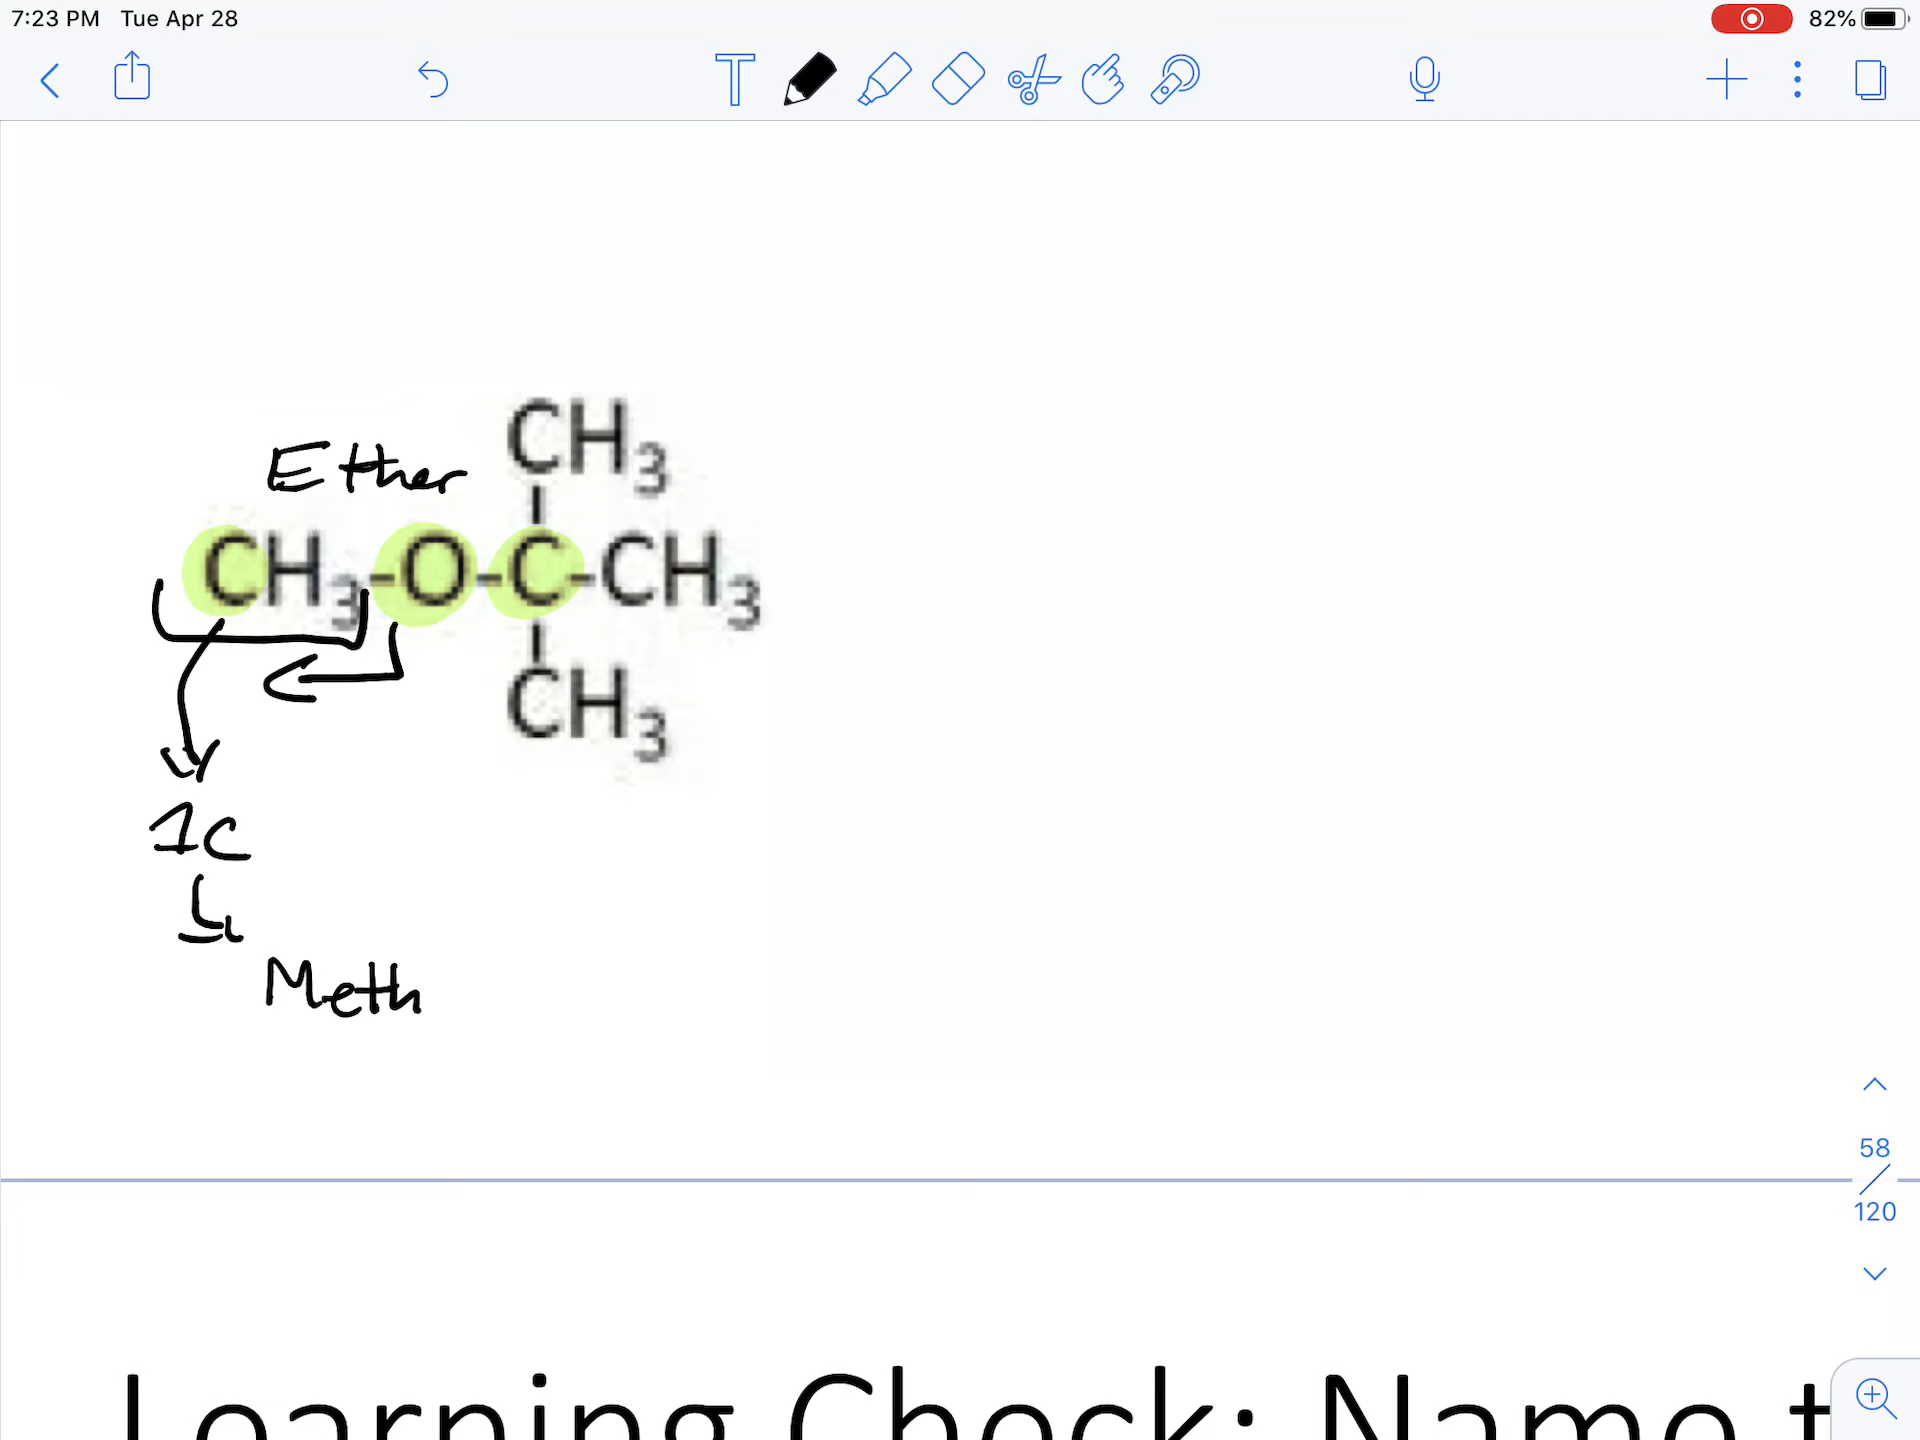 7:23 PM Tue Apr 28
82%
CH3
Ether
CH3-O-C-CH3
CH3
1C
Meth
58
120
Learning Check: Name t